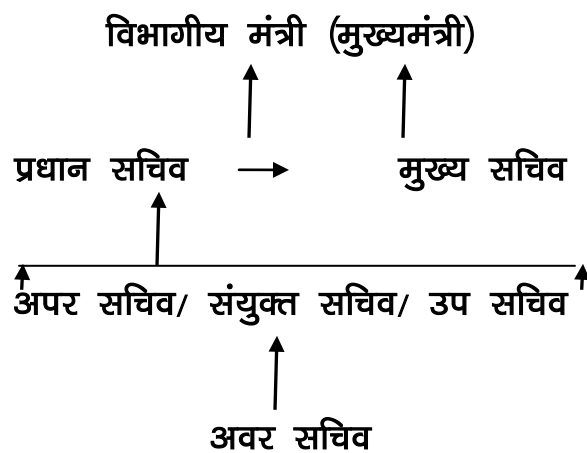 विभागीय मंत्री (मुख्यमंत्री)
प्रधान सचिव मुख्य सचिव
अपर सचिव/ संयुक्त सचिव/ उप सचिव
अवर सचिव